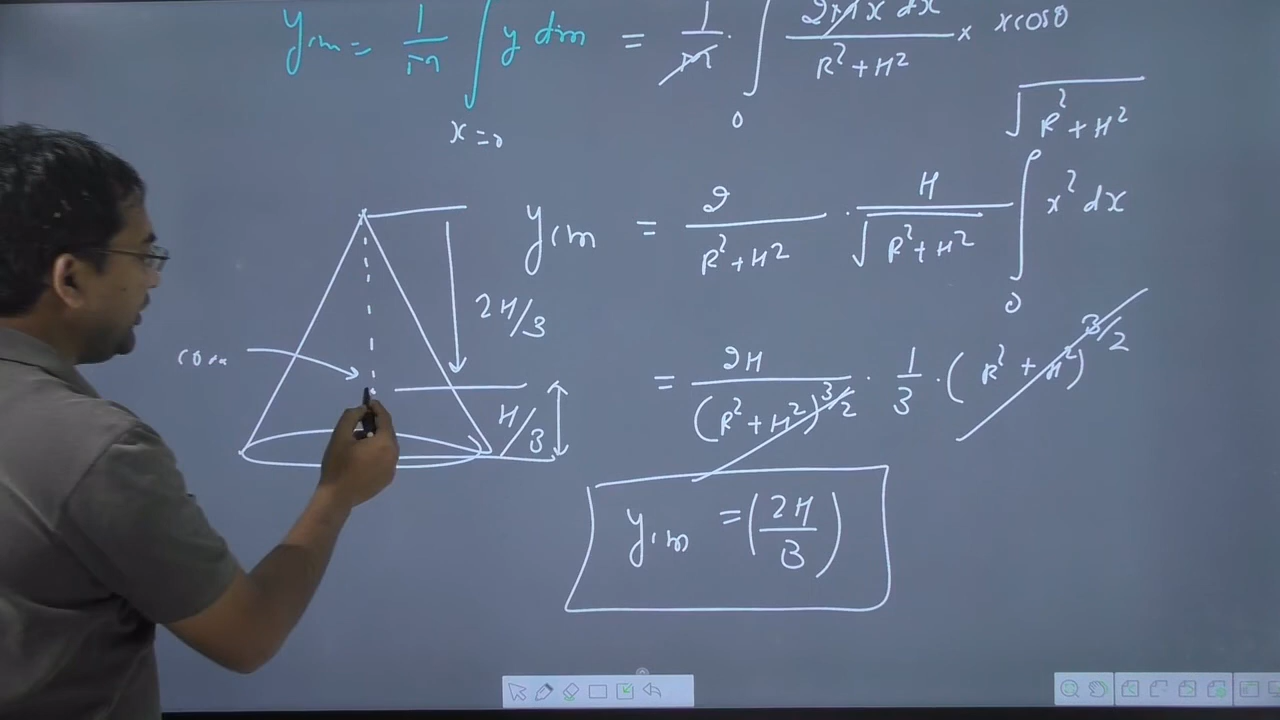 y_cm = 1/m ∫ y dm = 1/m · ∫ 2mx dx / R²+H² × x cosθ
x=0
0
√R²+H²
y_cm = 2/R²+H² · H/√R²+H² ∫ x² dx
0
2H/3
com
= 2H/(R²+H²)^3/2 · 1/3 · (R²+H²)^3/2
H/3
y_cm = (2H/3)